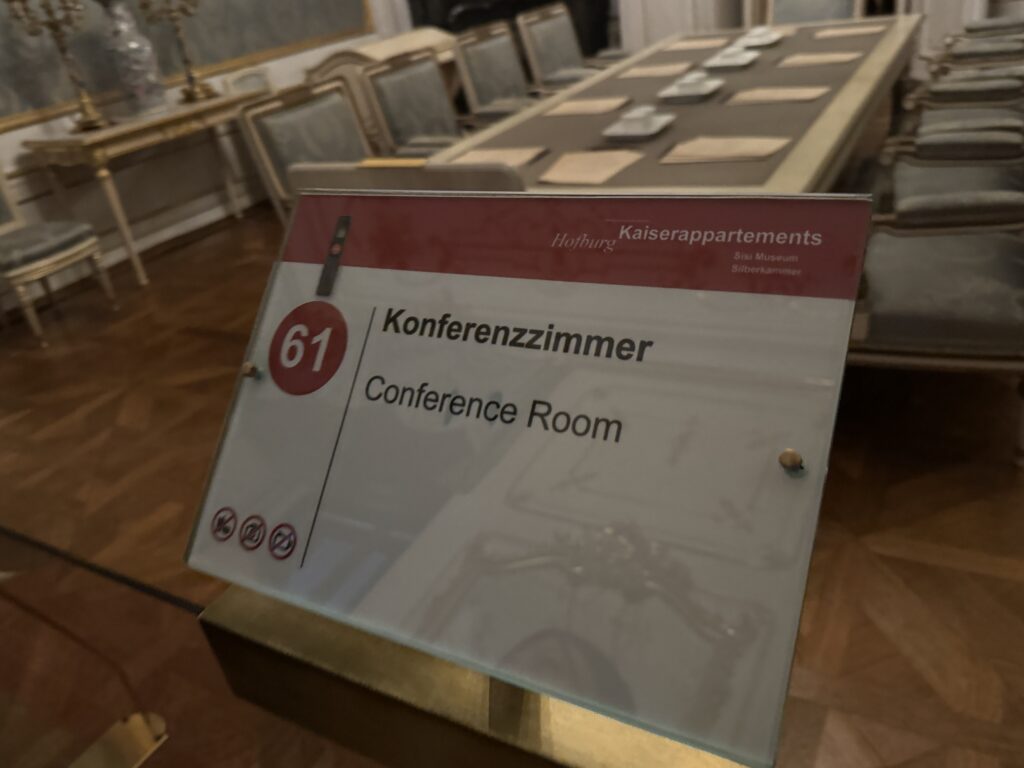 Hofburg Kaiserappartements
Sisi Museum
Silberkammer
61
Konferenzzimmer
Conference Room